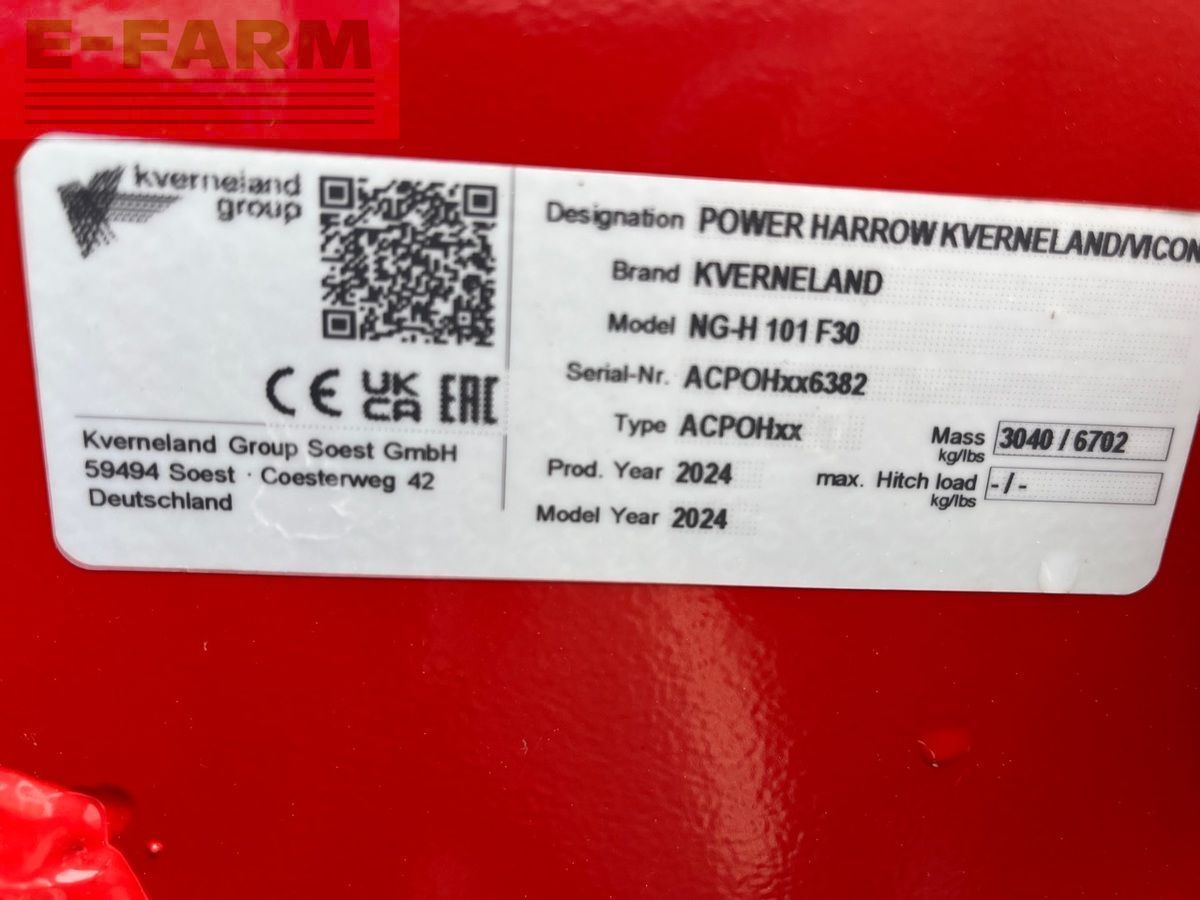 E-FARM
kverneland
group
CE UK CA EAC
Kverneland Group Soest GmbH
59494 Soest · Coesterweg 42
Deutschland
Designation POWER HARROW KVERNELAND/VICON
Brand KVERNELAND
Model NG-H 101 F30
Serial-Nr. ACPOHxx6382
Type ACPOHxx
Prod. Year 2024
Model Year 2024
Mass kg/lbs 3040 / 6702
max. Hitch load kg/lbs - / -